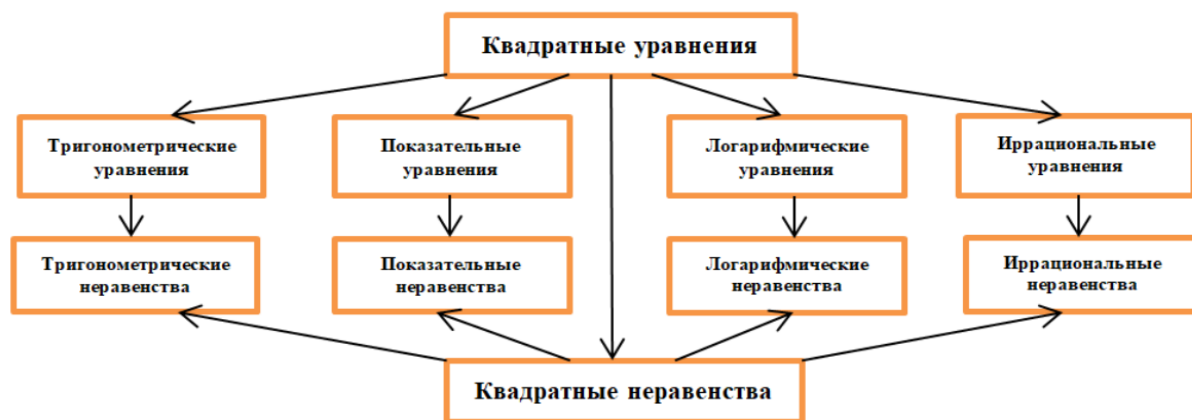 Квадратные уравнения
Тригонометрические
уравнения
Показательные
уравнения
Логарифмические
уравнения
Иррациональные
уравнения
Тригонометрические
неравенства
Показательные
неравенства
Логарифмические
неравенства
Иррациональные
неравенства
Квадратные неравенства